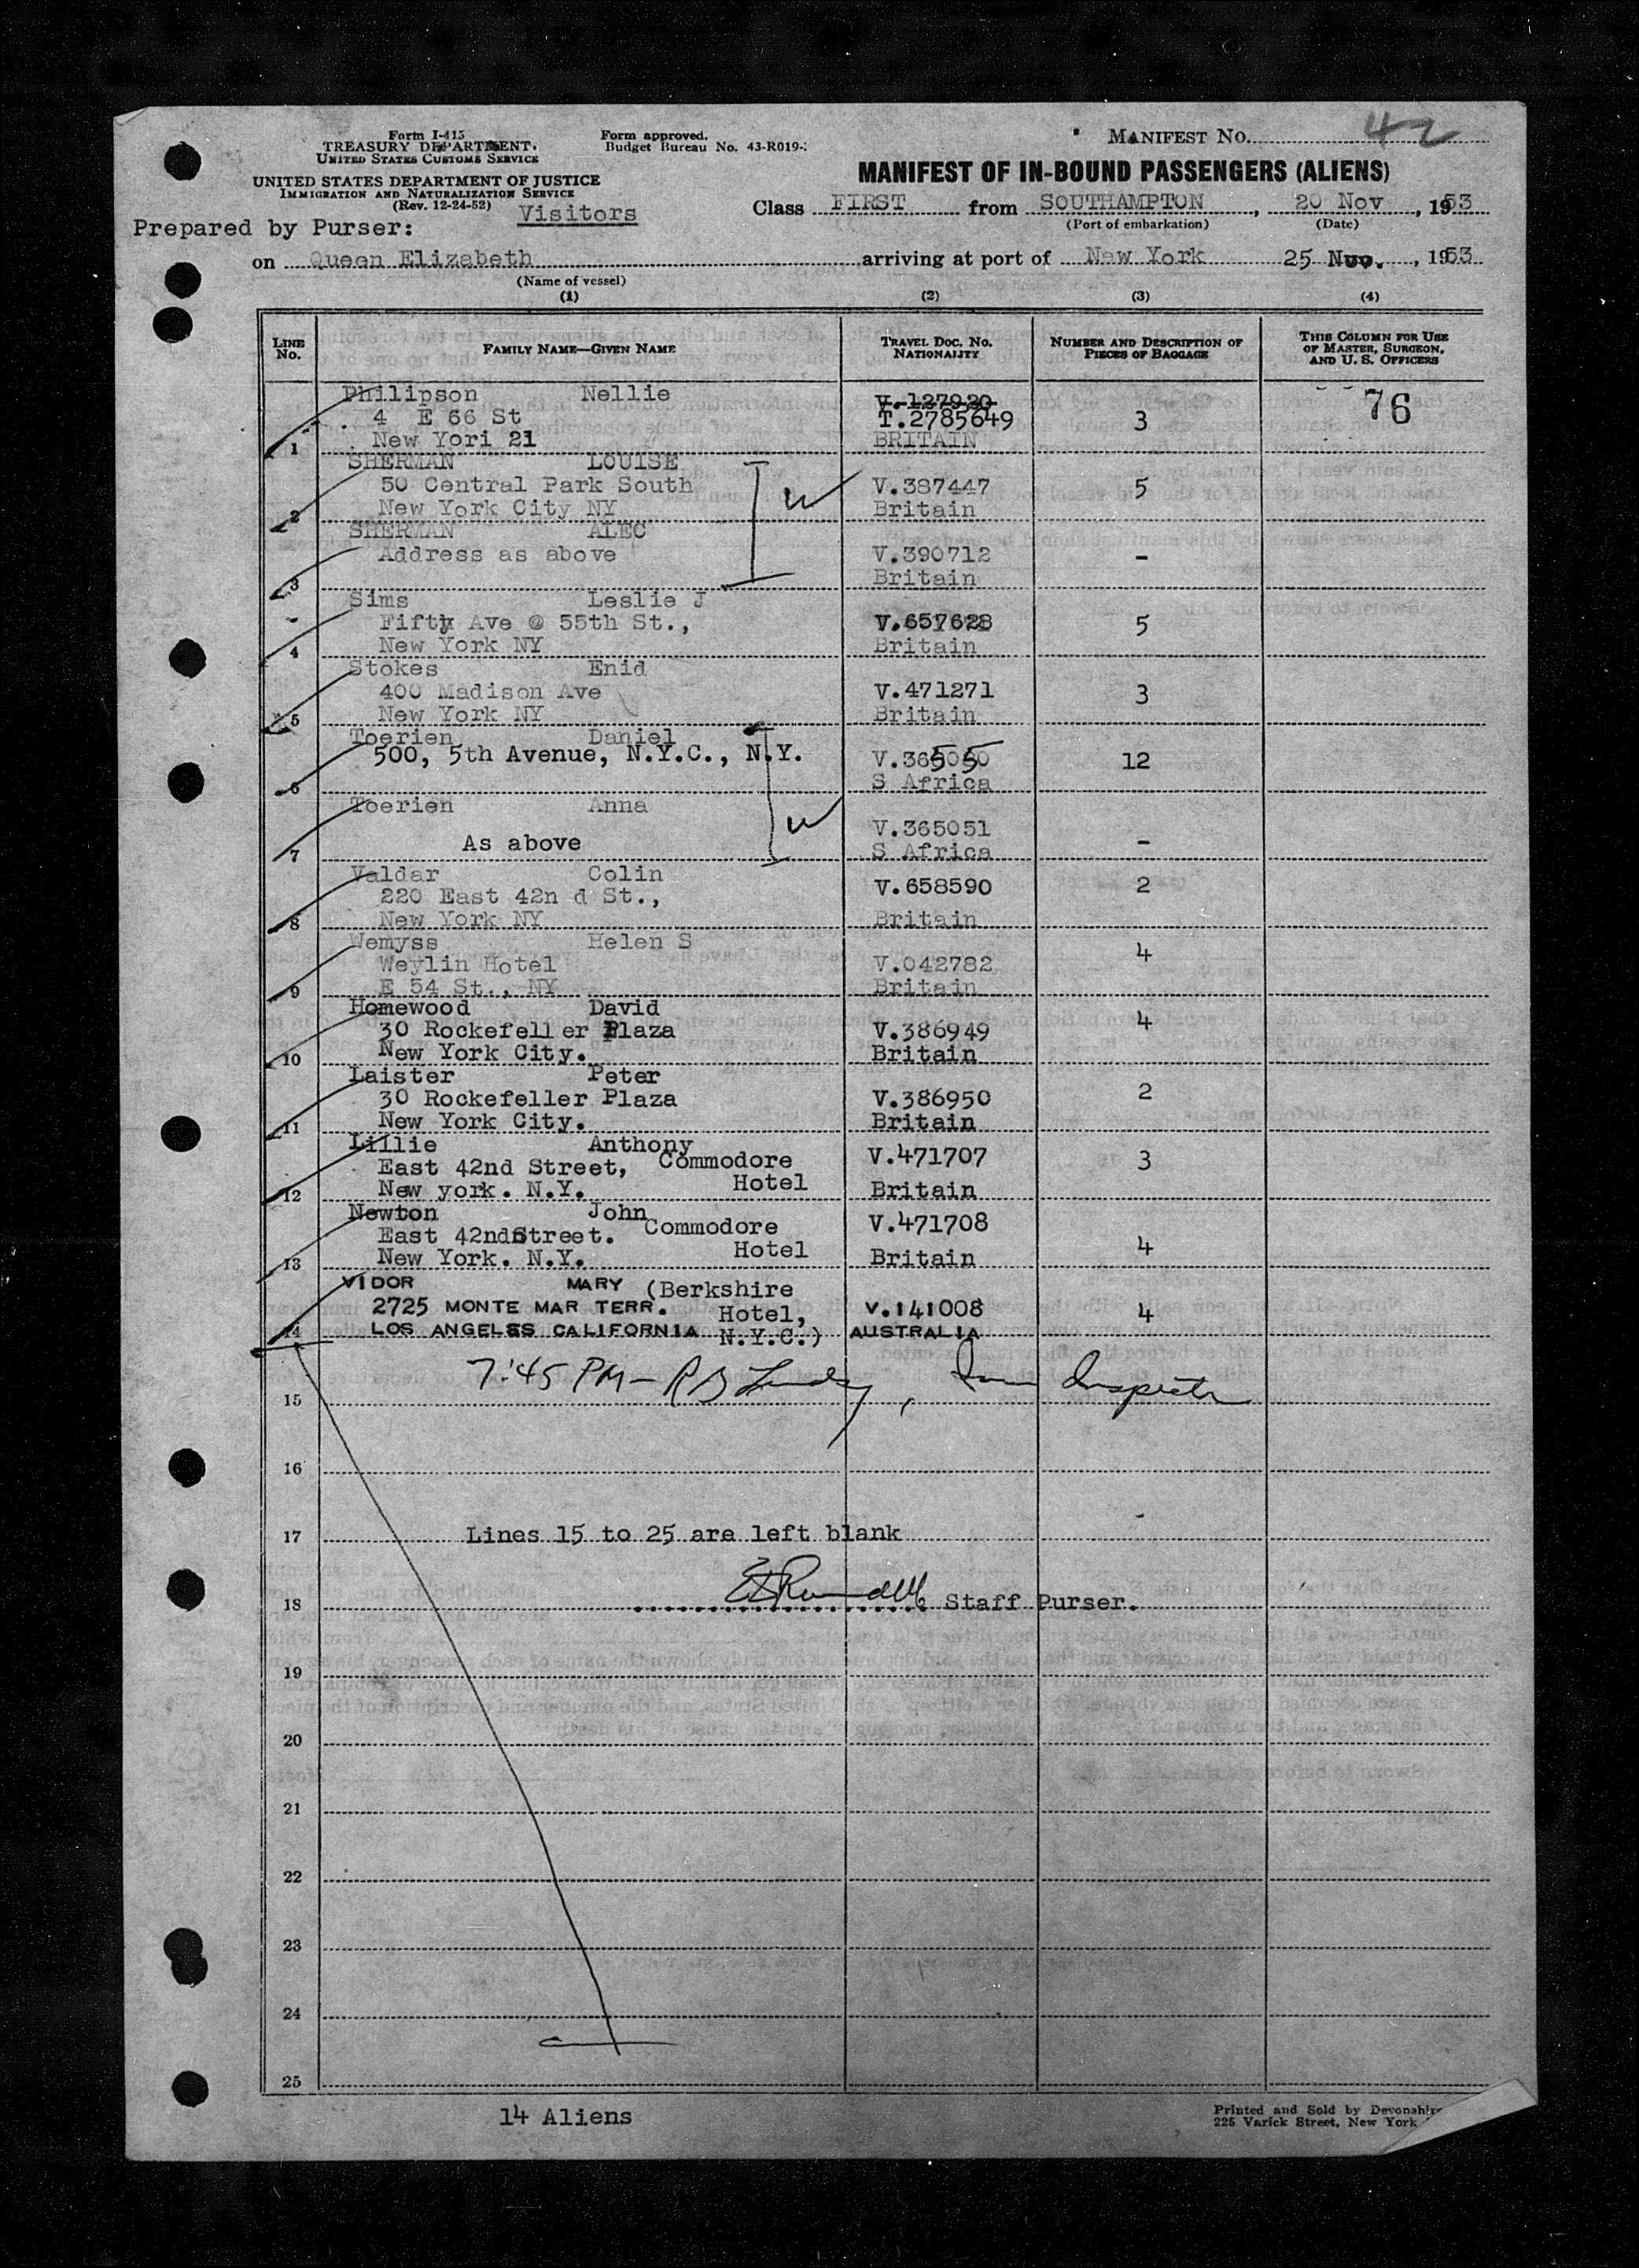 Form I-415
TREASURY DEPARTMENT.
UNITED STATES CUSTOMS SERVICE
Form approved.
Budget Bureau No. 43-R019-
MANIFEST NO. 42
UNITED STATES DEPARTMENT OF JUSTICE
IMMIGRATION AND NATURALIZATION SERVICE
(Rev. 12-24-52)
MANIFEST OF IN-BOUND PASSENGERS (ALIENS)
Visitors
Prepared by Purser:
Class FIRST from SOUTHAMPTON, 20 Nov, 1953
(Port of embarkation) (Date)
on Queen Elizabeth arriving at port of New York 25 Nov., 1953
(Name of vessel)
(1) (2) (3) (4)
LINE NO. FAMILY NAME—GIVEN NAME TRAVEL DOC. NO. NATIONALITY NUMBER AND DESCRIPTION OF PIECES OF BAGGAGE THIS COLUMN FOR USE OF MASTER, SURGEON, AND U. S. OFFICERS
Philipson Nellie V.127920 76
4 E 66 St T.2785649 3
1 New Yori 21 BRITAIN
SHERMAN LOUISE
50 Central Park South V.387447 5
2 New York City NY Britain
SHERMAN ALEC
Address as above V.390712 -
3 Britain
Sims Leslie J
Fifty Ave @ 55th St., V.657628 5
4 New York NY Britain
Stokes Enid
400 Madison Ave V.471271 3
5 New York NY Britain
Toerien Daniel
500, 5th Avenue, N.Y.C., N.Y. 12
6 S Africa
Toerien Anna
V.365051
As above -
7 S Africa
Valdar Colin V.658590 2
220 East 42n d St.,
8 New York NY Britain
Wemyss Helen S 4
Weylin Hotel V.042782
9 E 54 St., NY Britain
Homewood David 4
30 Rockefeller Plaza V.386949
10 New York City. Britain
Laister Peter 2
30 Rockefeller Plaza V.386950
11 New York City. Britain
Lillie Anthony V.471707 3
East 42nd Street, Commodore
12 New york. N.Y. Hotel Britain
Newton John V.471708
East 42nd Street. Commodore
13 New York. N.Y. Hotel Britain 4
VIDOR MARY (Berkshire
2725 MONTE MAR TERR. Hotel, V.141008 4
14 LOS ANGELES CALIFORNIA N.Y.C.) AUSTRALIA
7:45 PM — R B Inspector
15
16
17 Lines 15 to 25 are left blank
18 Staff Purser.
19
20
21
22
23
24
25
14 Aliens
Printed and Sold by Devonshire
225 Varick Street, New York